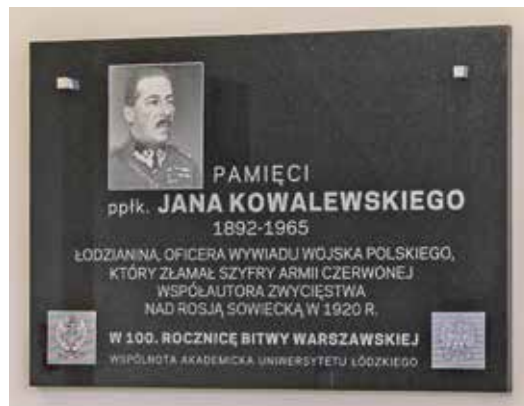 PAMIĘCI
ppłk. JANA KOWALEWSKIEGO
1892-1965
ŁODZIANINA, OFICERA WYWIADU WOJSKA POLSKIEGO,
KTÓRY ZŁAMAŁ SZYFRY ARMII CZERWONEJ
WSPÓŁAUTORA ZWYCIĘSTWA
NAD ROSJĄ SOWIECKĄ W 1920 R.
W 100. ROCZNICĘ BITWY WARSZAWSKIEJ
WSPÓLNOTA AKADEMICKA UNIWERSYTETU ŁÓDZKIEGO